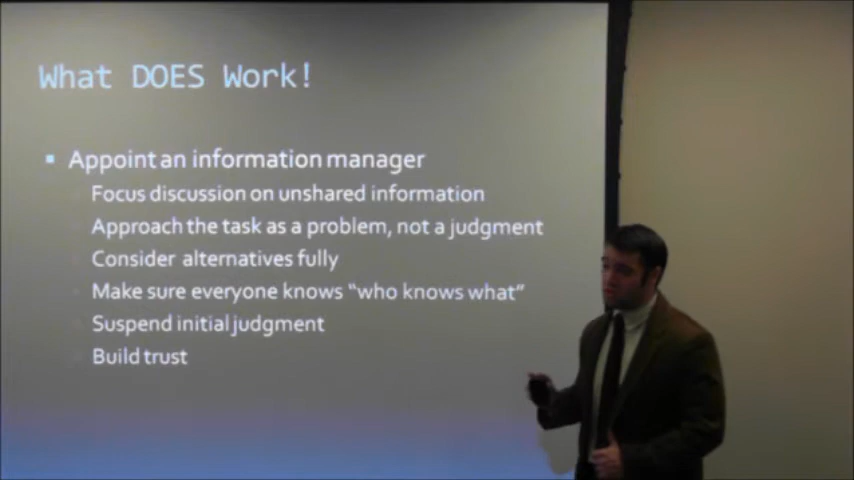 What DOES Work!
Appoint an information manager
Focus discussion on unshared information
Approach the task as a problem, not a judgment
Consider alternatives fully
Make sure everyone knows “who knows what”
Suspend initial judgment
Build trust